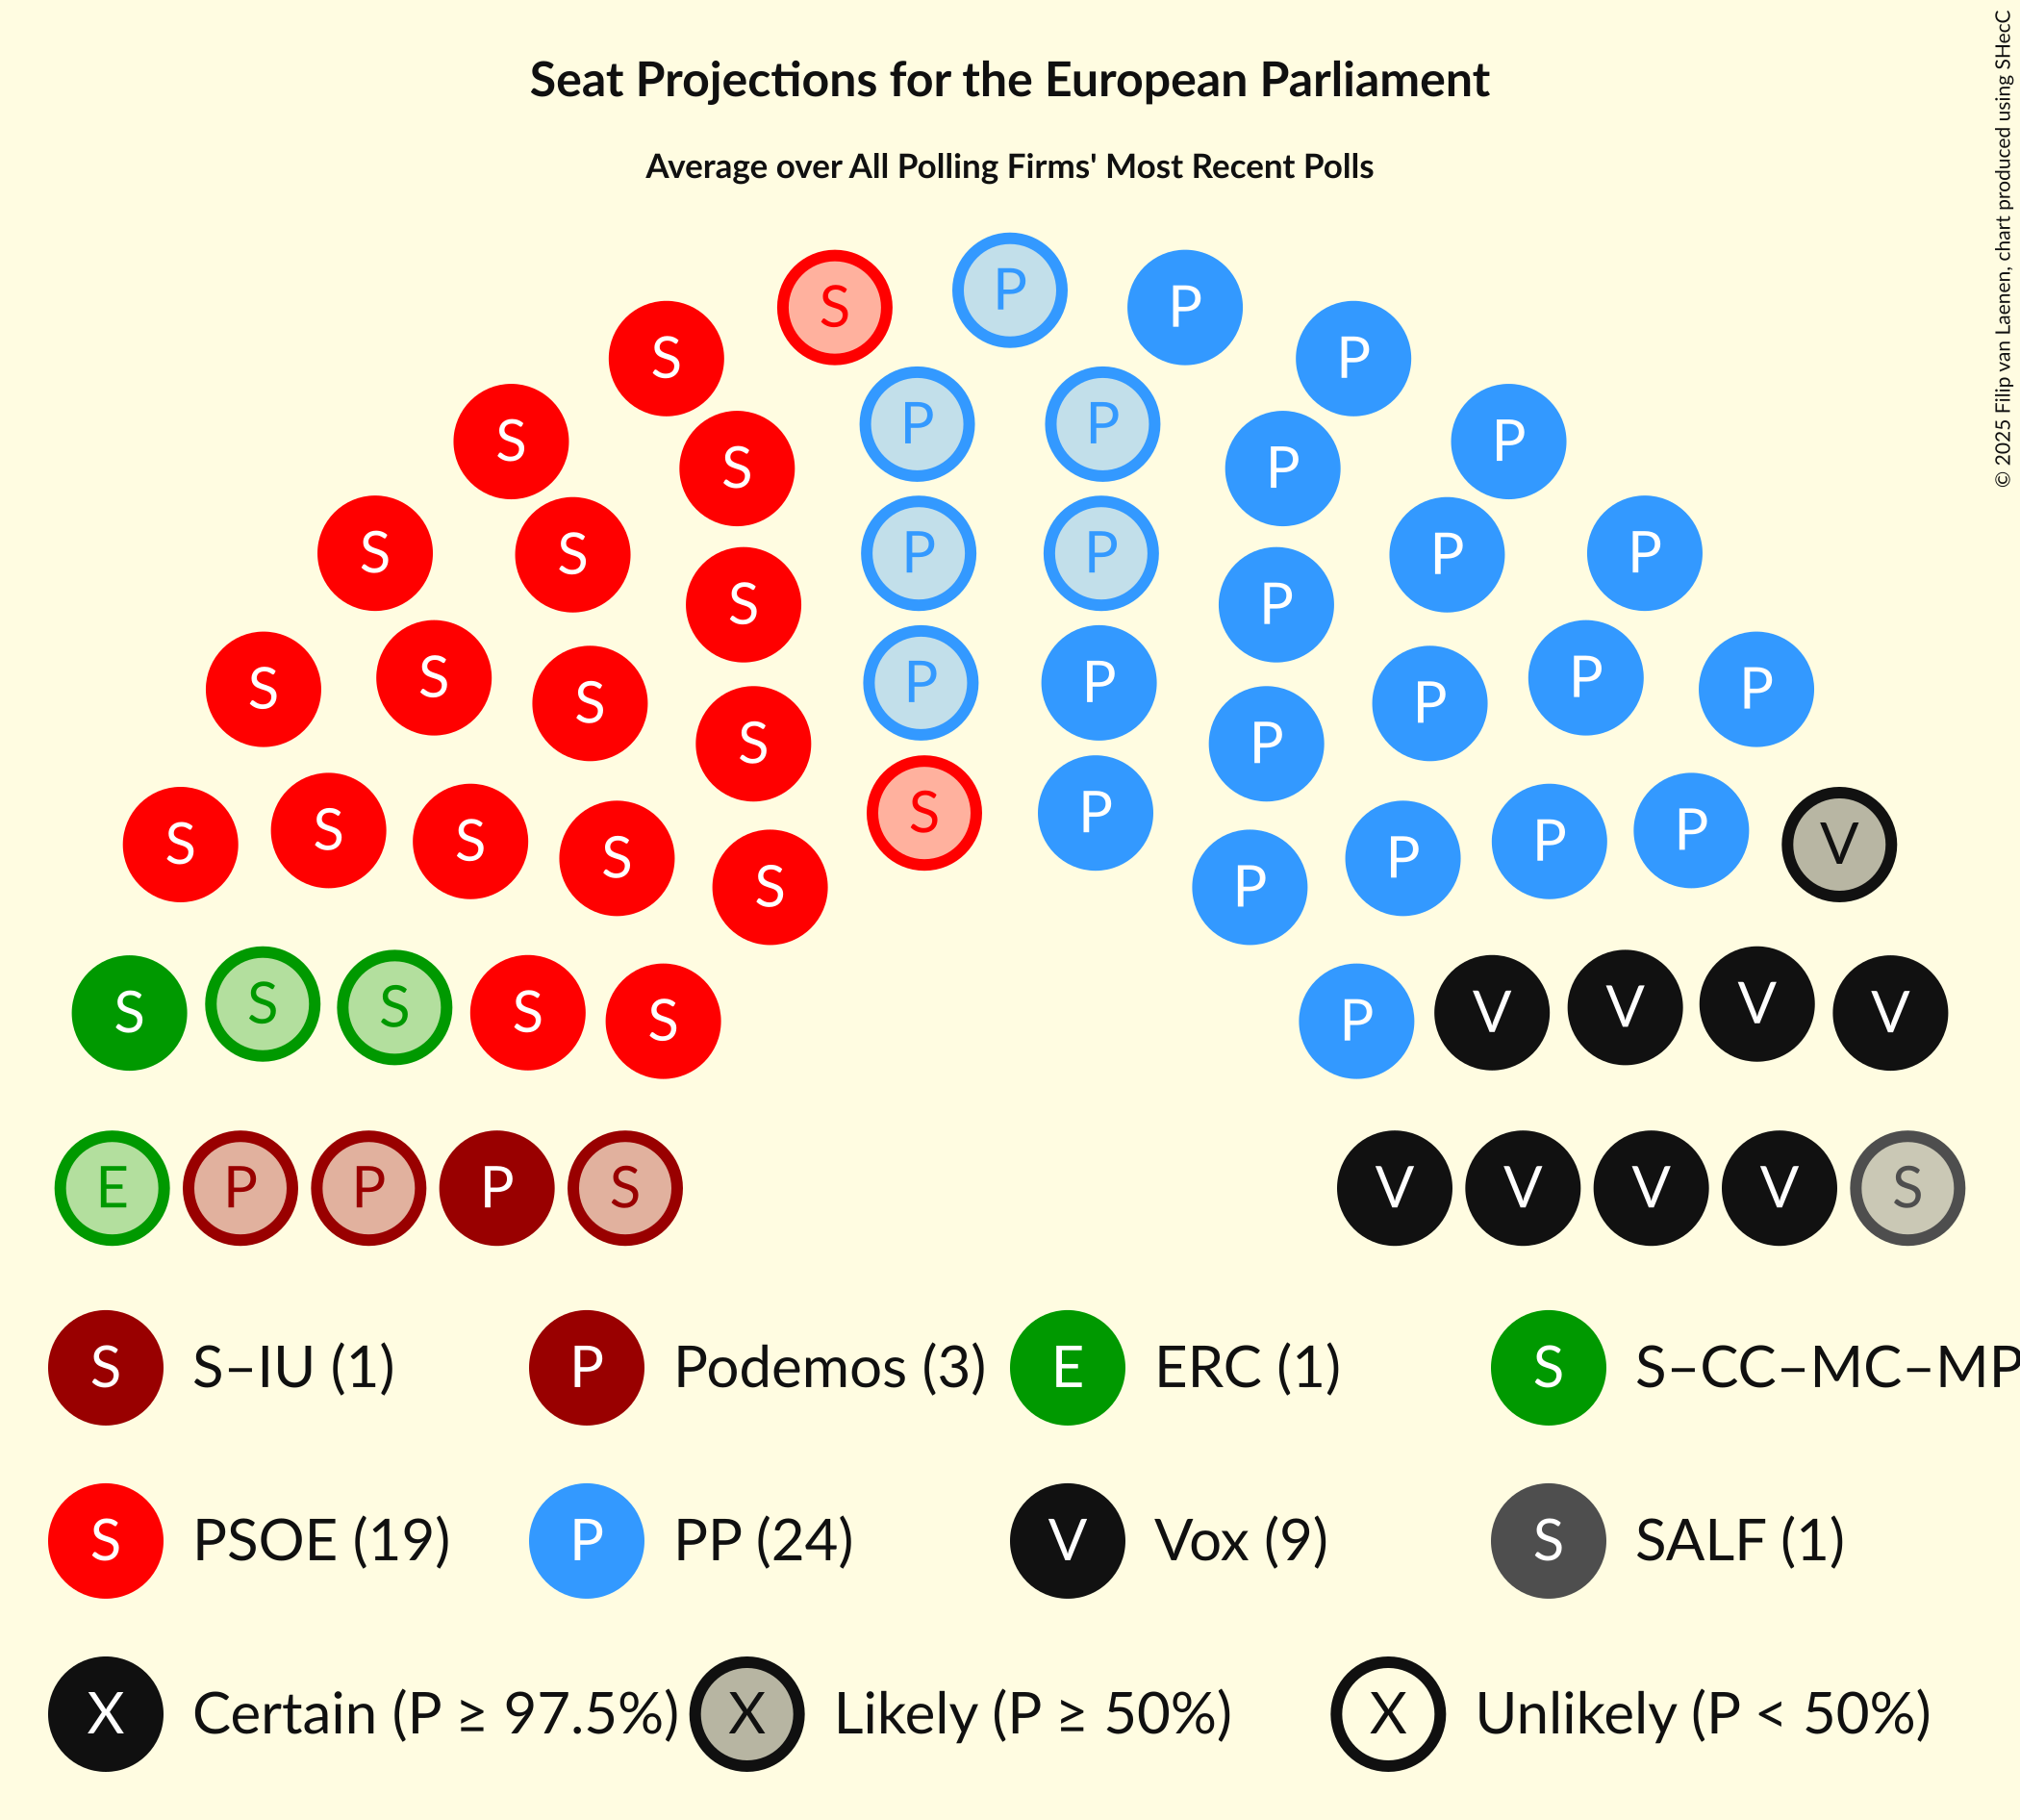 Seat Projections for the European Parliament
Average over All Polling Firms' Most Recent Polls
© 2025 Filip van Laenen, chart produced using SHecC
P
S P
S P
P P
S P
S P
S P
P P
S P
S P
S P
P P
S P
S P
S P
S P
S P
S S P P V
S S P P
S S P P
S S S S S P V V V V
E P P P S V V V V S
S S–IU (1) P Podemos (3) E ERC (1) S S–CC–MC–MP
S PSOE (19) P PP (24) V Vox (9) S SALF (1)
X Certain (P ≥ 97.5%) X Likely (P ≥ 50%) X Unlikely (P < 50%)